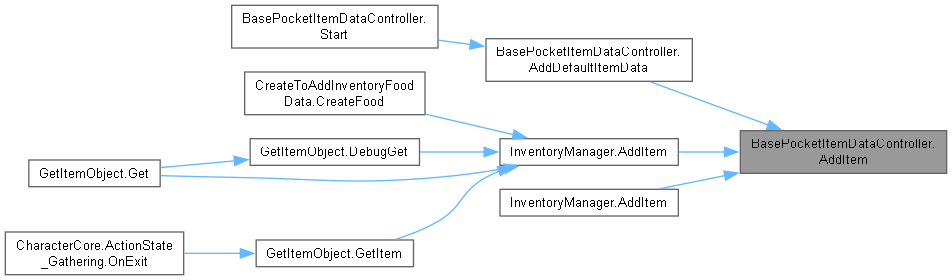 BasePocketItemDataController.
Start
BasePocketItemDataController.
AddDefaultItemData
CreateToAddInventoryFood
Data.CreateFood
GetItemObject.DebugGet
InventoryManager.AddItem
BasePocketItemDataController.
AddItem
GetItemObject.Get
InventoryManager.AddItem
CharacterCore.ActionState
_Gathering.OnExit
GetItemObject.GetItem